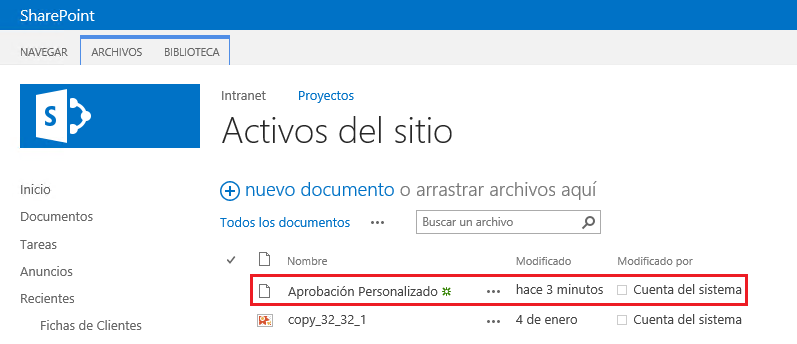 SharePoint
NAVEGAR ARCHIVOS BIBLIOTECA
S
Intranet Proyectos
Activos del sitio
Inicio
Documentos
Tareas
Anuncios
Recientes
Fichas de Clientes
nuevo documento o arrastrar archivos aquí
Todos los documentos ••• Buscar un archivo
Nombre Modificado Modificado por
Aprobación Personalizado ••• hace 3 minutos Cuenta del sistema
copy_32_32_1 ••• 4 de enero Cuenta del sistema